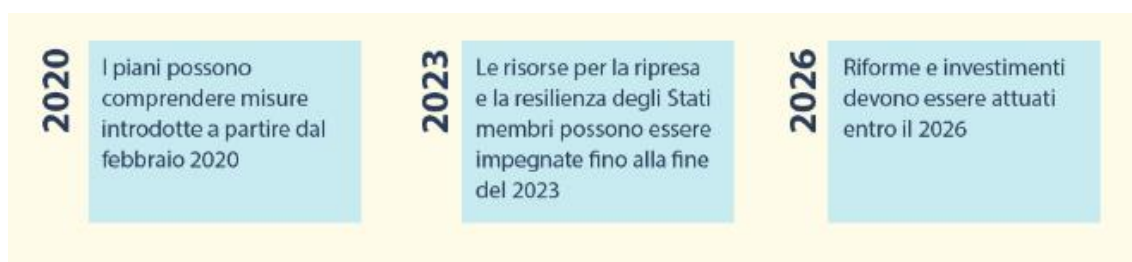 2020
I piani possono
comprendere misure
introdotte a partire dal
febbraio 2020
2023
Le risorse per la ripresa
e la resilienza degli Stati
membri possono essere
impegnate fino alla fine
del 2023
2026
Riforme e investimenti
devono essere attuati
entro il 2026